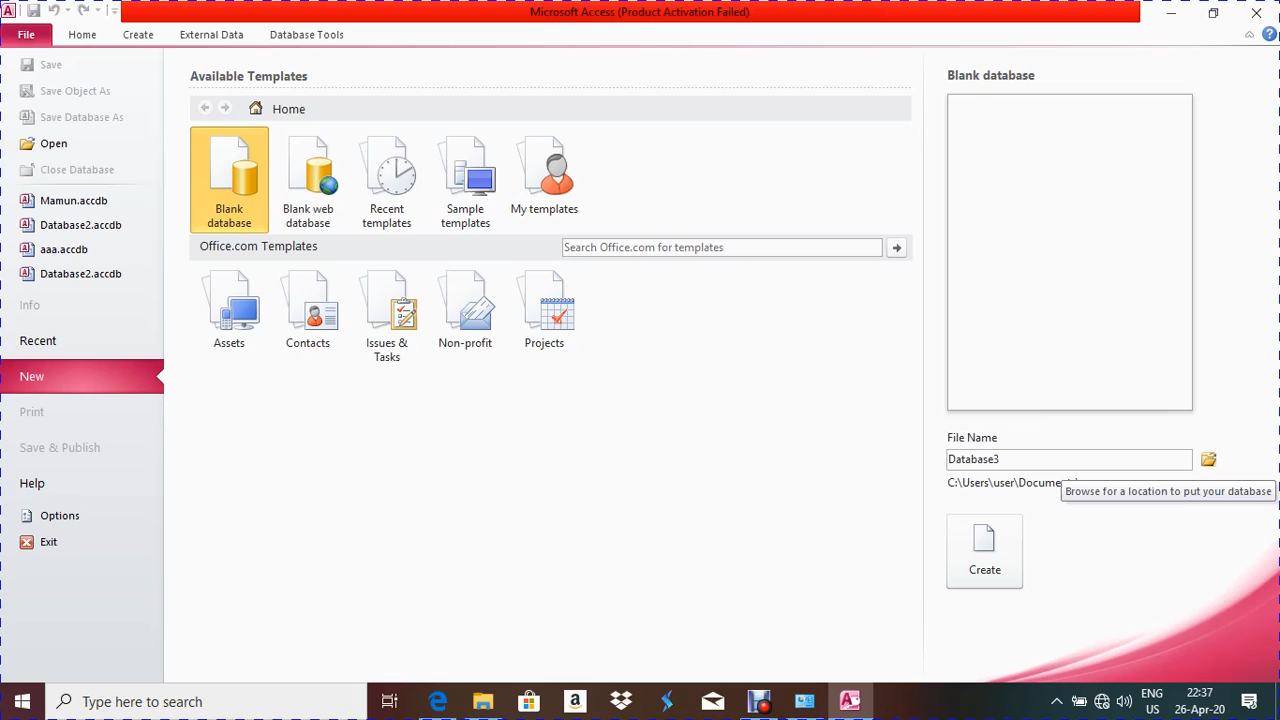 Microsoft Access (Product Activation Failed)
File
Home
Create
External Data
Database Tools
Save
Save Object As
Save Database As
Open
Close Database
Mamun.accdb
Database2.accdb
aaa.accdb
Database2.accdb
Info
Recent
New
Print
Save & Publish
Help
Options
Exit
Available Templates
Home
Blank
database
Blank web
database
Recent
templates
Sample
templates
My templates
Office.com Templates
Search Office.com for templates
Assets
Contacts
Issues &
Tasks
Non-profit
Projects
Blank database
File Name
Database3
C:\Users\user\Documen
Browse for a location to put your database
Create
Type here to search
ENG
US
22:37
26-Apr-20